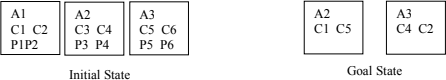 A1
C1 C2
P1P2
A2
C3 C4
P3 P4
A3
C5 C6
P5 P6
Initial State
A2
C1 C5
A3
C4 C2
Goal State